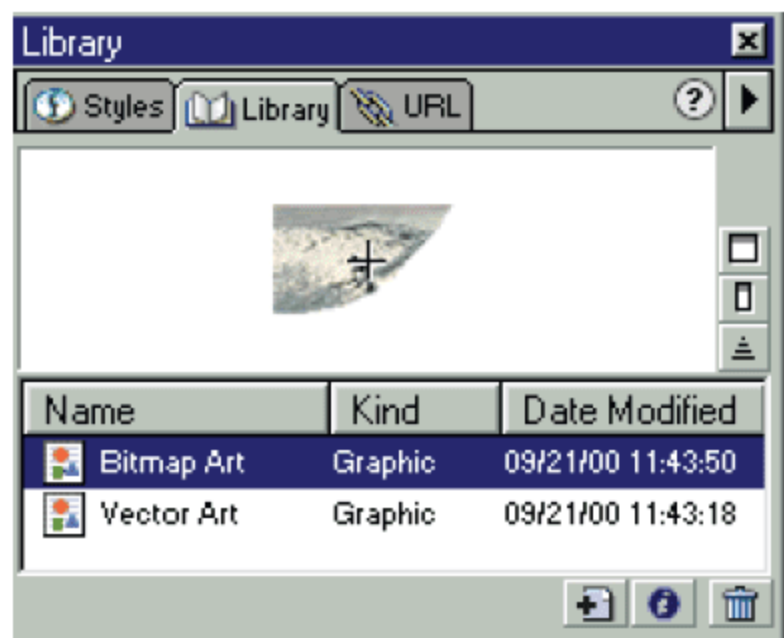 Library
Styles Library URL ?
Name Kind Date Modified
Bitmap Art Graphic 09/21/00 11:43:50
Vector Art Graphic 09/21/00 11:43:18